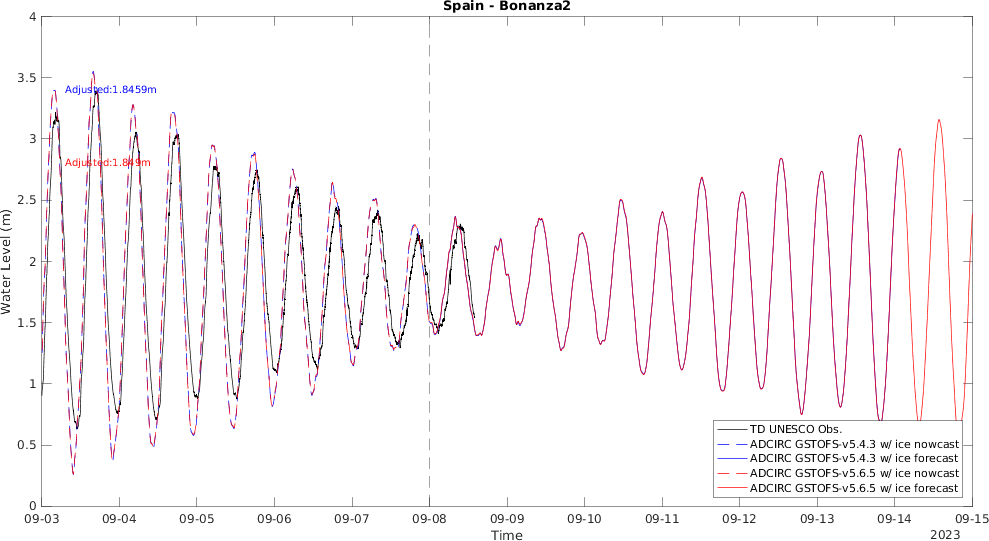 Spain - Bonanza2
4
3.5
3
2.5
2
1.5
1
0.5
0
Water Level (m)
Adjusted:1.8459m
Adjusted:1.849m
TD UNESCO Obs.
ADCIRC GSTOFS-v5.4.3 w/ ice nowcast
ADCIRC GSTOFS-v5.4.3 w/ ice forecast
ADCIRC GSTOFS-v5.6.5 w/ ice nowcast
ADCIRC GSTOFS-v5.6.5 w/ ice forecast
09-03 09-04 09-05 09-06 09-07 09-08 09-09 09-10 09-11 09-12 09-13 09-14 09-15
Time
2023